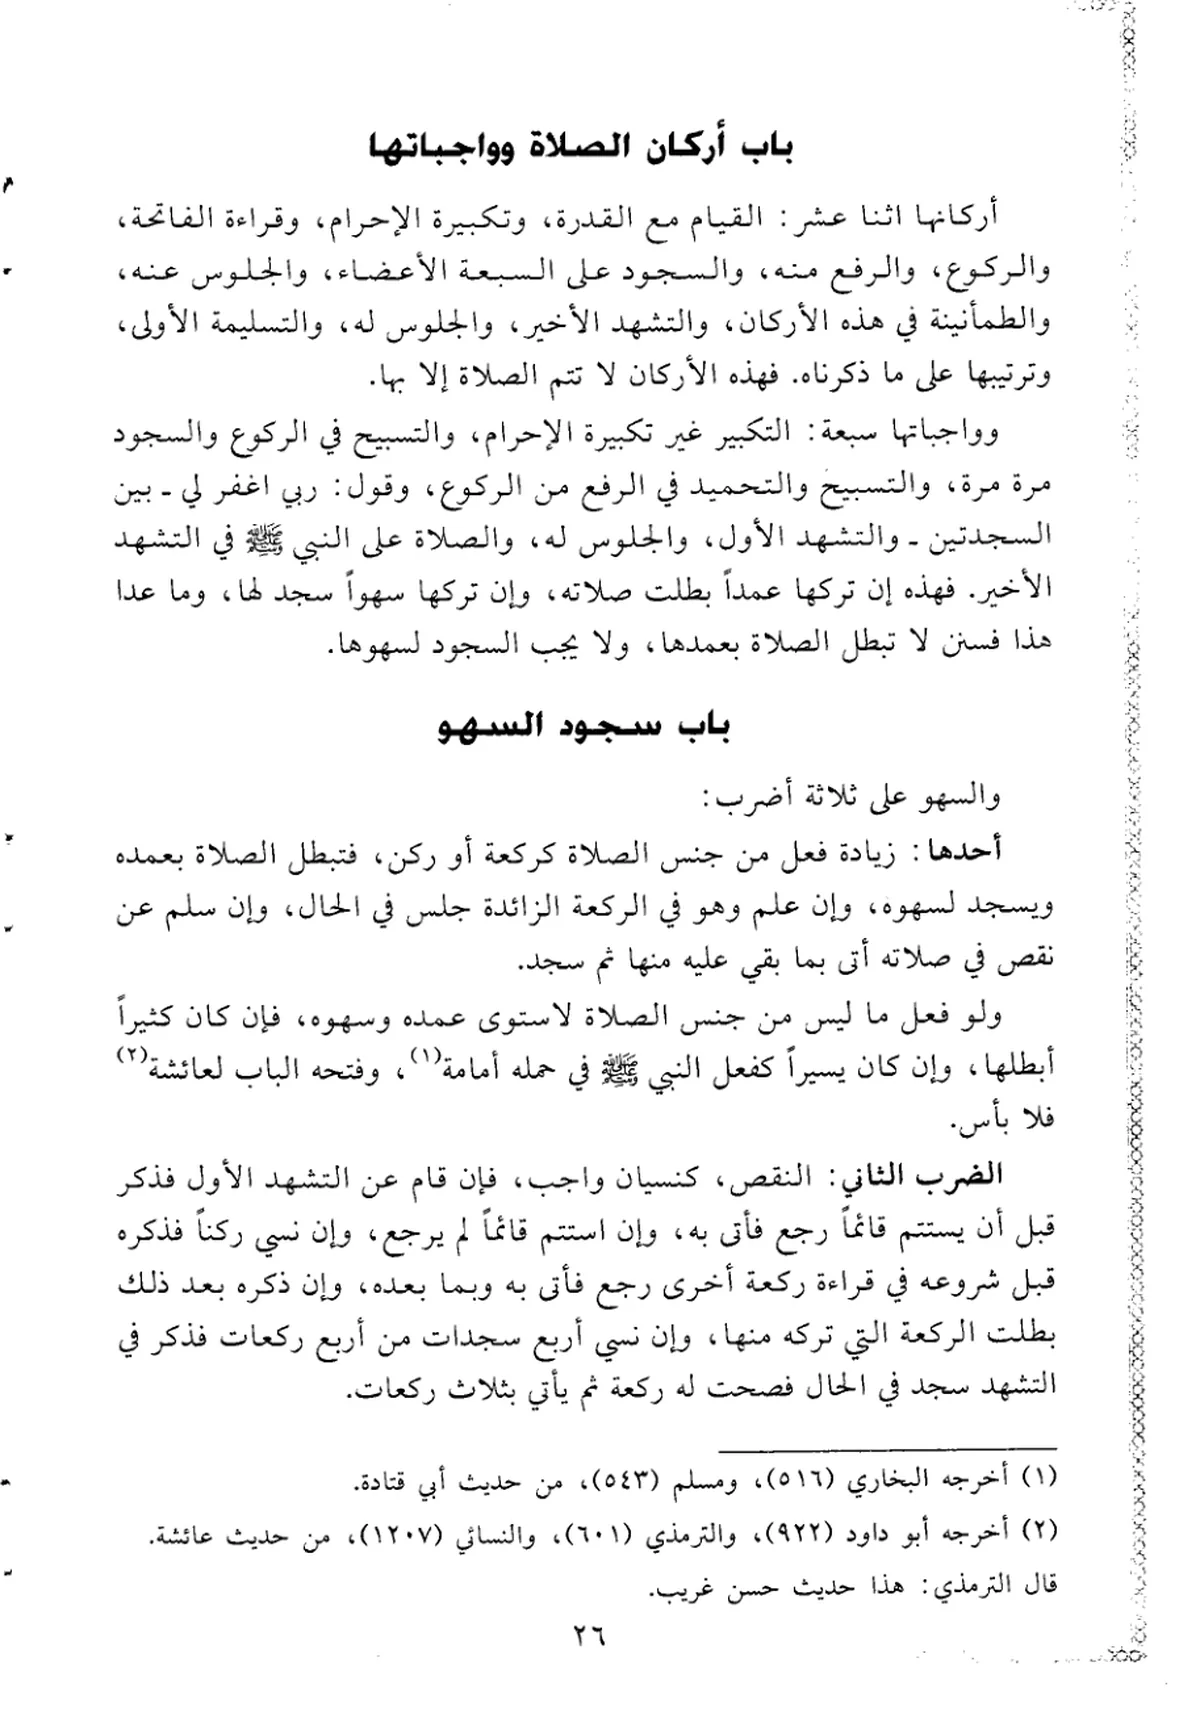 باب أركان الصلاة وواجباتها
أركانها اثنا عشر: القيام مع القدرة، وتكبيرة الإحرام، وقراءة الفاتحة،
والركوع، والرفع منه، والسجود على السبعة الأعضاء، والجلوس عنه،
والطمأنينة في هذه الأركان، والتشهد الأخير، والجلوس له، والتسليمة الأولى،
وترتيبها على ما ذكرناه. فهذه الأركان لا تتم الصلاة إلا بها.
وواجباتها سبعة: التكبير غير تكبيرة الإحرام، والتسبيح في الركوع والسجود
مرة مرة، والتسبيح والتحميد في الرفع من الركوع، وقول: ربي اغفر لي - بين
السجدتين - والتشهد الأول، والجلوس له، والصلاة على النبي ﷺ في التشهد
الأخير. فهذه إن تركها عمداً بطلت صلاته، وإن تركها سهواً سجد لها، وما عدا
هذا فسنن لا تبطل الصلاة بعمدها، ولا يجب السجود لسهوها.
باب سجود السهو
والسهو على ثلاثة أضرب:
أحدها: زيادة فعل من جنس الصلاة كركعة أو ركن، فتبطل الصلاة بعمده
ويسجد لسهوه، وإن علم وهو في الركعة الزائدة جلس في الحال، وإن سلم عن
نقص في صلاته أتى بما بقي عليه منها ثم سجد.
ولو فعل ما ليس من جنس الصلاة لاستوى عمده وسهوه، فإن كان كثيراً
أبطلها، وإن كان يسيراً كفعل النبي ﷺ في حمله أمامة(١)، وفتحه الباب لعائشة(٢)
فلا بأس.
الضرب الثاني: النقص، كنسيان واجب، فإن قام عن التشهد الأول فذكر
قبل أن يستتم قائماً رجع فأتى به، وإن استتم قائماً لم يرجع، وإن نسي ركناً فذكره
قبل شروعه في قراءة ركعة أخرى رجع فأتى به وبما بعده، وإن ذكره بعد ذلك
بطلت الركعة التي تركه منها، وإن نسي أربع سجدات من أربع ركعات فذكر في
التشهد سجد في الحال فصحت له ركعة ثم يأتي بثلاث ركعات.
(١) أخرجه البخاري (٥١٦)، ومسلم (٥٤٣)، من حديث أبي قتادة.
(٢) أخرجه أبو داود (٩٢٢)، والترمذي (٦٠١)، والنسائي (١٢٠٧)، من حديث عائشة.
قال الترمذي: هذا حديث حسن غريب.
٢٦